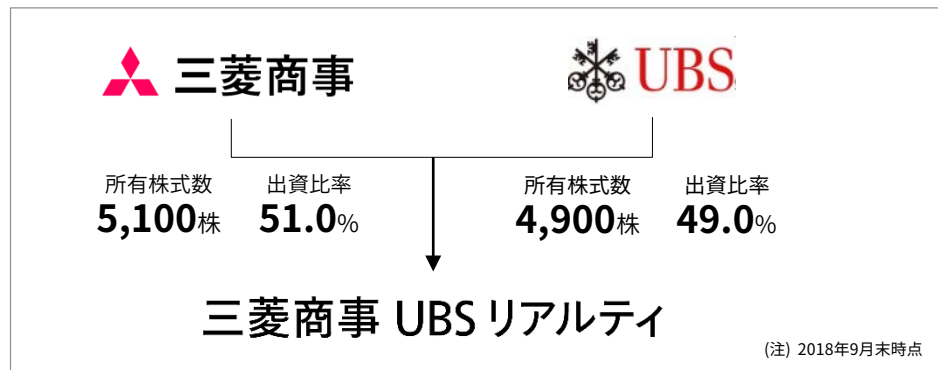 三菱商事
UBS
所有株式数 出資比率
5,100株 51.0%
所有株式数 出資比率
4,900株 49.0%
三菱商事 UBS リアルティ
(注) 2018年9月末時点